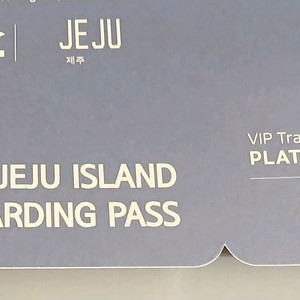 JEJU
제주
JEJU ISLAND
ARDING PASS
VIP Tra
PLAT